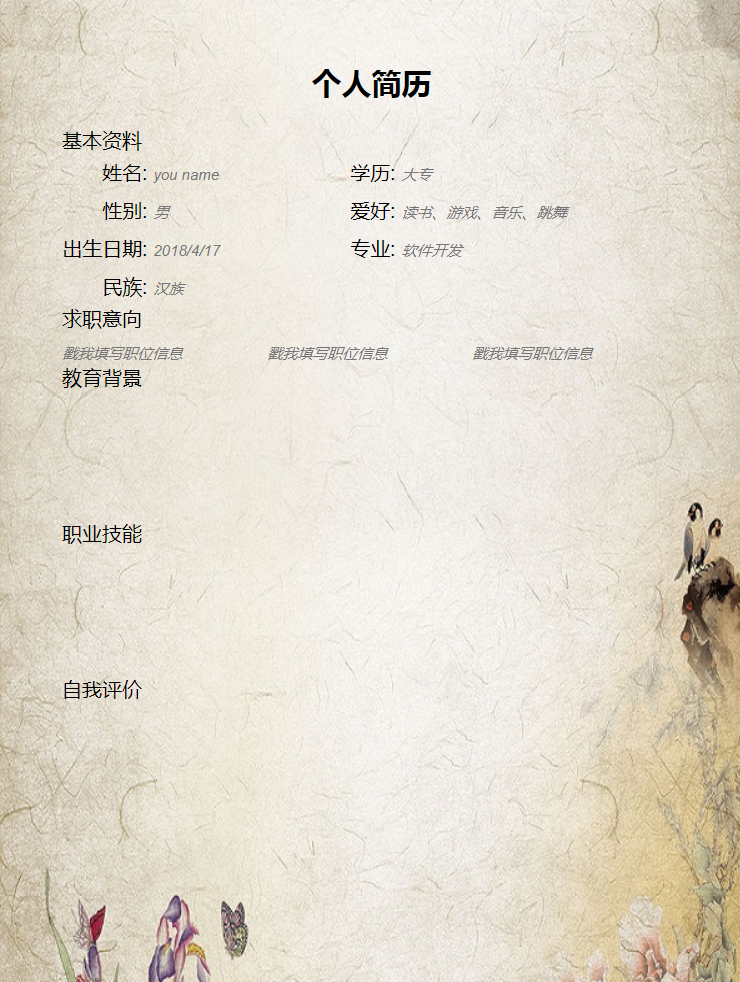 个人简历
基本资料
姓名: you name 学历: 大专
性别: 男 爱好: 读书、游戏、音乐、跳舞
出生日期: 2018/4/17 专业: 软件开发
民族: 汉族
求职意向
戳我填写职位信息 戳我填写职位信息 戳我填写职位信息
教育背景
职业技能
自我评价